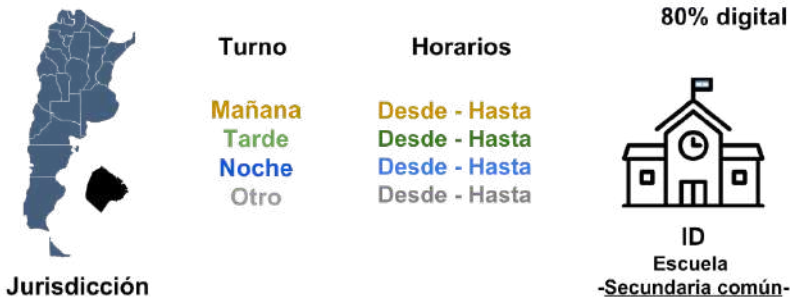 80% digital
Turno Horarios
Mañana Desde - Hasta
Tarde Desde - Hasta
Noche Desde - Hasta
Otro Desde - Hasta
ID
Escuela
-Secundaria común-
Jurisdicción